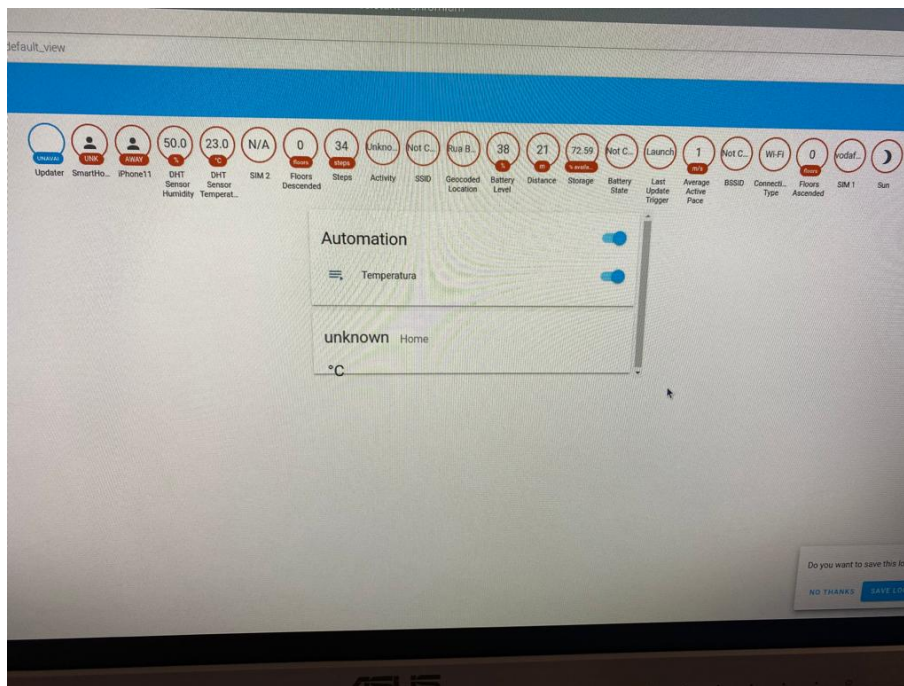 default_view
UNAVAI
Updater
UNK
SmartHo...
AWAY
iPhone11
50.0
%
DHT
Sensor
Humidity
23.0
°C
DHT
Sensor
Temperat...
N/A
SIM 2
0
floors
Floors
Descended
34
steps
Steps
Unkno...
Activity
Not C...
SSID
Rua B...
Geocoded
Location
38
%
Battery
Level
21
m
Distance
72.59
% availa...
Storage
Not C...
Battery
State
Launch
Last
Update
Trigger
1
m/s
Average
Active
Pace
Not C...
BSSID
Wi-Fi
Connecti...
Type
0
floors
Floors
Ascended
vodaf...
SIM 1
Sun
Automation
Temperatura
unknown Home
°C
Do you want to save this lo
NO THANKS SAVE LO
ASUS